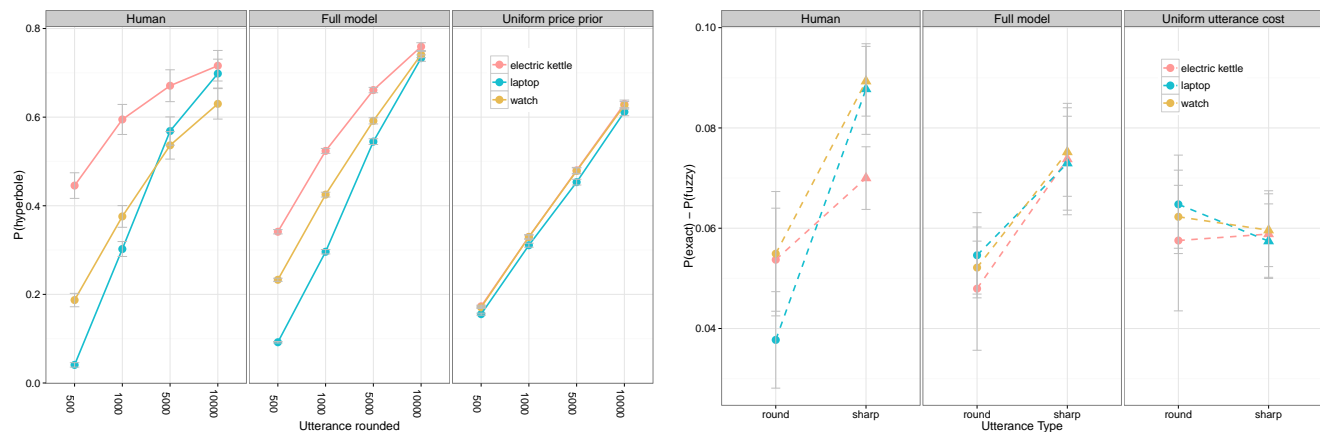 Human
Full model
Uniform price prior
0.8
0.6
0.4
0.2
0.0
P(hyperbole)
electric kettle
laptop
watch
500
1000
5000
10000
500
1000
5000
10000
500
1000
5000
10000
Utterance rounded
Human
Full model
Uniform utterance cost
0.10
0.08
0.06
0.04
P(exact) − P(fuzzy)
electric kettle
laptop
watch
round
sharp
round
sharp
round
sharp
Utterance Type